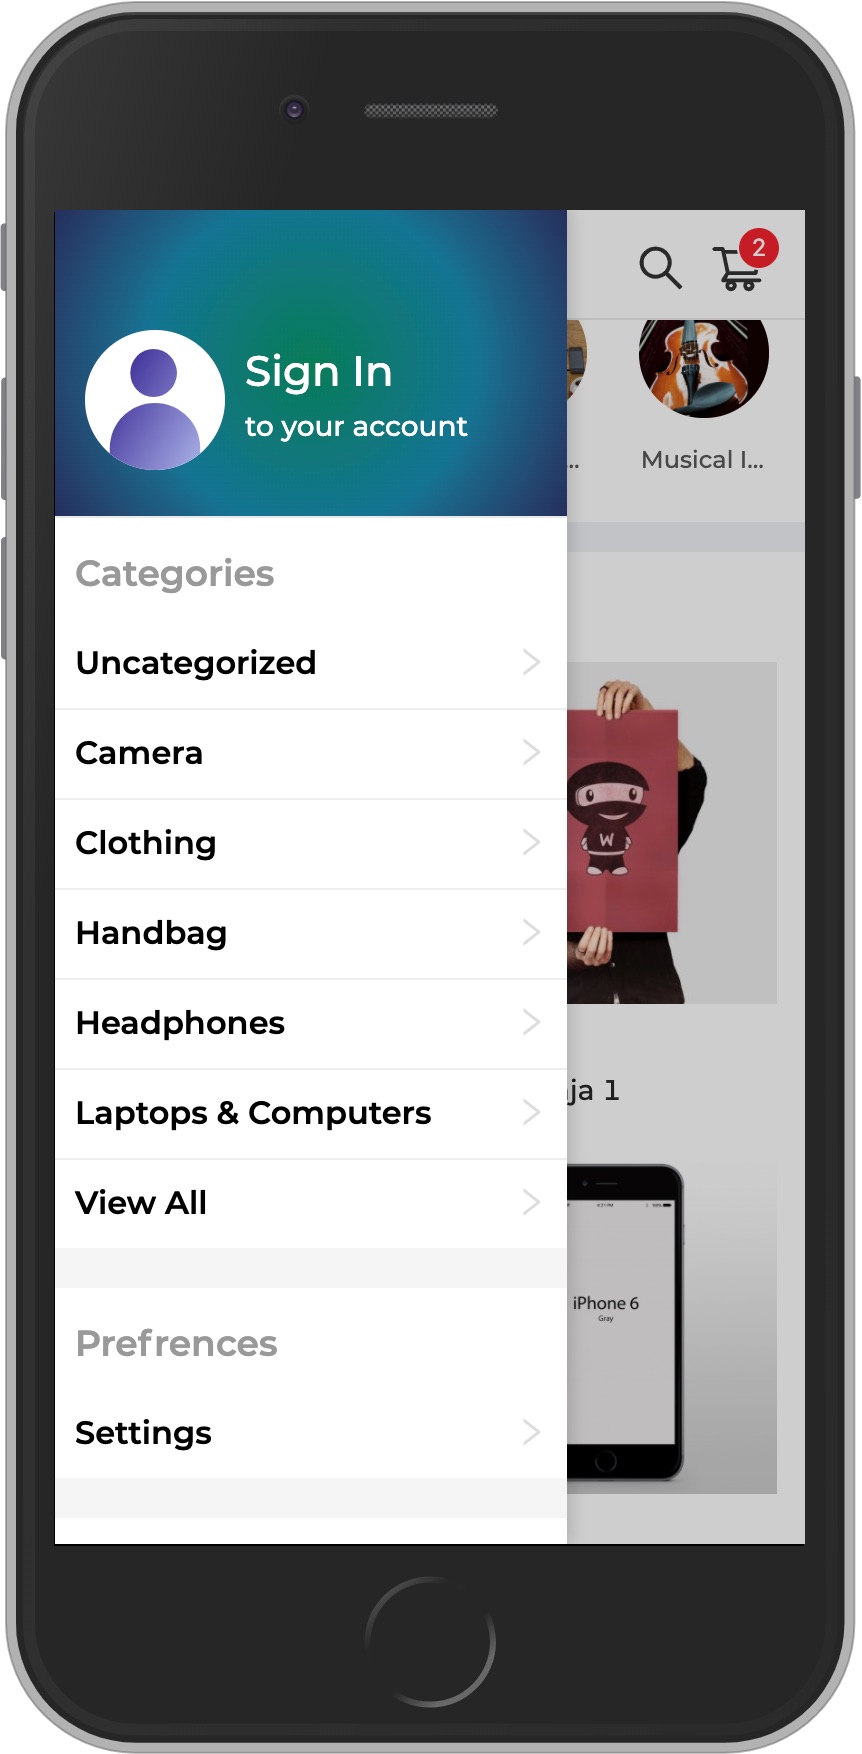 2
Sign In
to your account
...
Musical I...
Categories
Uncategorized
Camera
Clothing
Handbag
W
Headphones
ja 1
Laptops & Computers
View All
iPhone 6
Gray
Prefrences
Settings